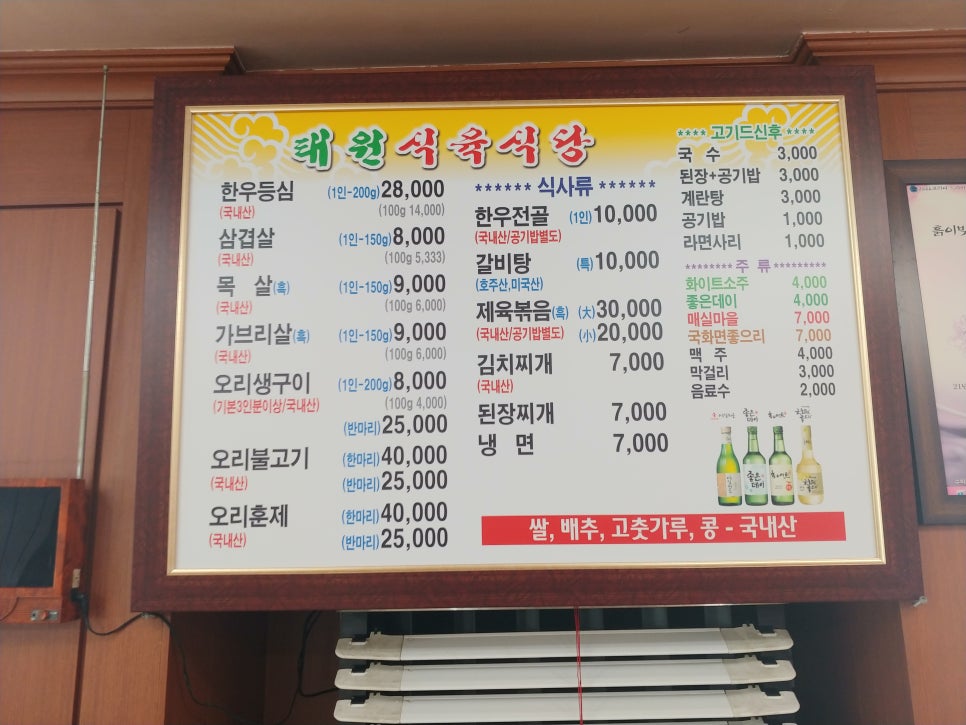 태원식육식당
한우등심 (1인-200g) 28,000
(국내산) (100g 14,000)
삼겹살 (1인-150g) 8,000
(국내산) (100g 5,333)
목 살(흑) (1인-150g) 9,000
(국내산) (100g 6,000)
가브리살(흑) (1인-150g) 9,000
(국내산) (100g 6,000)
오리생구이 (1인-200g) 8,000
(기본3인분이상/국내산) (100g 4,000)
(반마리) 25,000
오리불고기 (한마리) 40,000
(국내산) (반마리) 25,000
오리훈제 (한마리) 40,000
(국내산) (반마리) 25,000
****** 식사류 ******
한우전골 (1인) 10,000
(국내산/공기밥별도)
갈비탕 (특) 10,000
(호주산,미국산)
제육볶음(흑) (大) 30,000
(국내산/공기밥별도) (小) 20,000
김치찌개 7,000
(국내산)
된장찌개 7,000
냉 면 7,000
**** 고기드신후 ****
국 수 3,000
된장+공기밥 3,000
계란탕 3,000
공기밥 1,000
라면사리 1,000
******** 주 류 *********
화이트소주 4,000
좋은데이 4,000
매실마을 7,000
국화면좋으리 7,000
맥 주 4,000
막걸리 3,000
음료수 2,000
좋은데이
쌀, 배추, 고춧가루, 콩 - 국내산